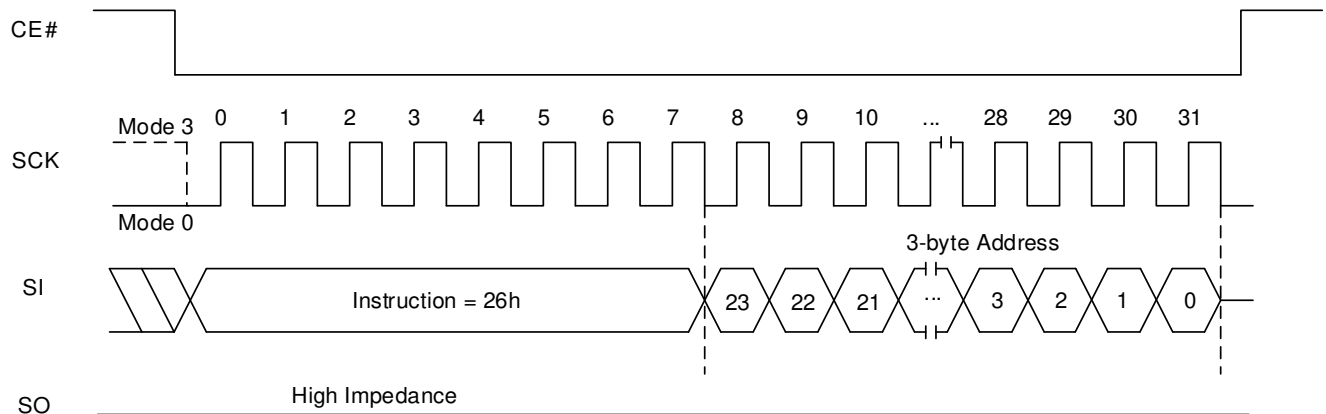 CE#
Mode 3
0 1 2 3 4 5 6 7 8 9 10 ... 28 29 30 31
SCK
Mode 0
3-byte Address
SI
Instruction = 26h
23 22 21 ... 3 2 1 0
High Impedance
SO